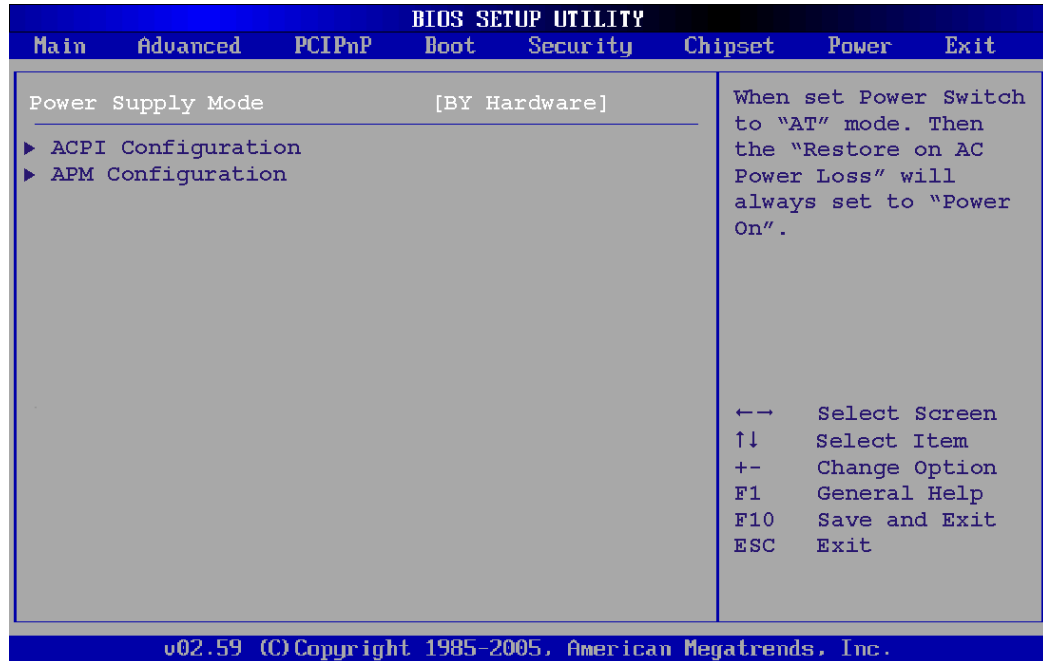 BIOS SETUP UTILITY
Main Advanced PCIPnP Boot Security Chipset Power Exit
Power Supply Mode [BY Hardware]
► ACPI Configuration
► APM Configuration
When set Power Switch
to “AT” mode. Then
the “Restore on AC
Power Loss” will
always set to “Power
On”.
←→ Select Screen
↑↓ Select Item
+- Change Option
F1 General Help
F10 Save and Exit
ESC Exit
v02.59 (C)Copyright 1985-2005, American Megatrends, Inc.